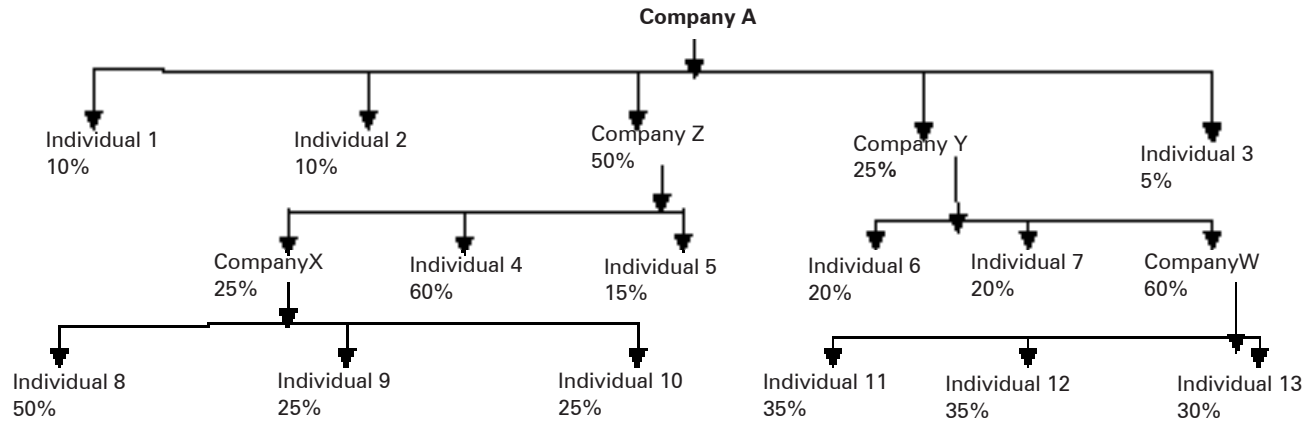 Company A
Individual 1
10%
Individual 2
10%
Company Z
50%
Company Y
25%
Individual 3
5%
CompanyX
25%
Individual 4
60%
Individual 5
15%
Individual 6
20%
Individual 7
20%
CompanyW
60%
Individual 8
50%
Individual 9
25%
Individual 10
25%
Individual 11
35%
Individual 12
35%
Individual 13
30%